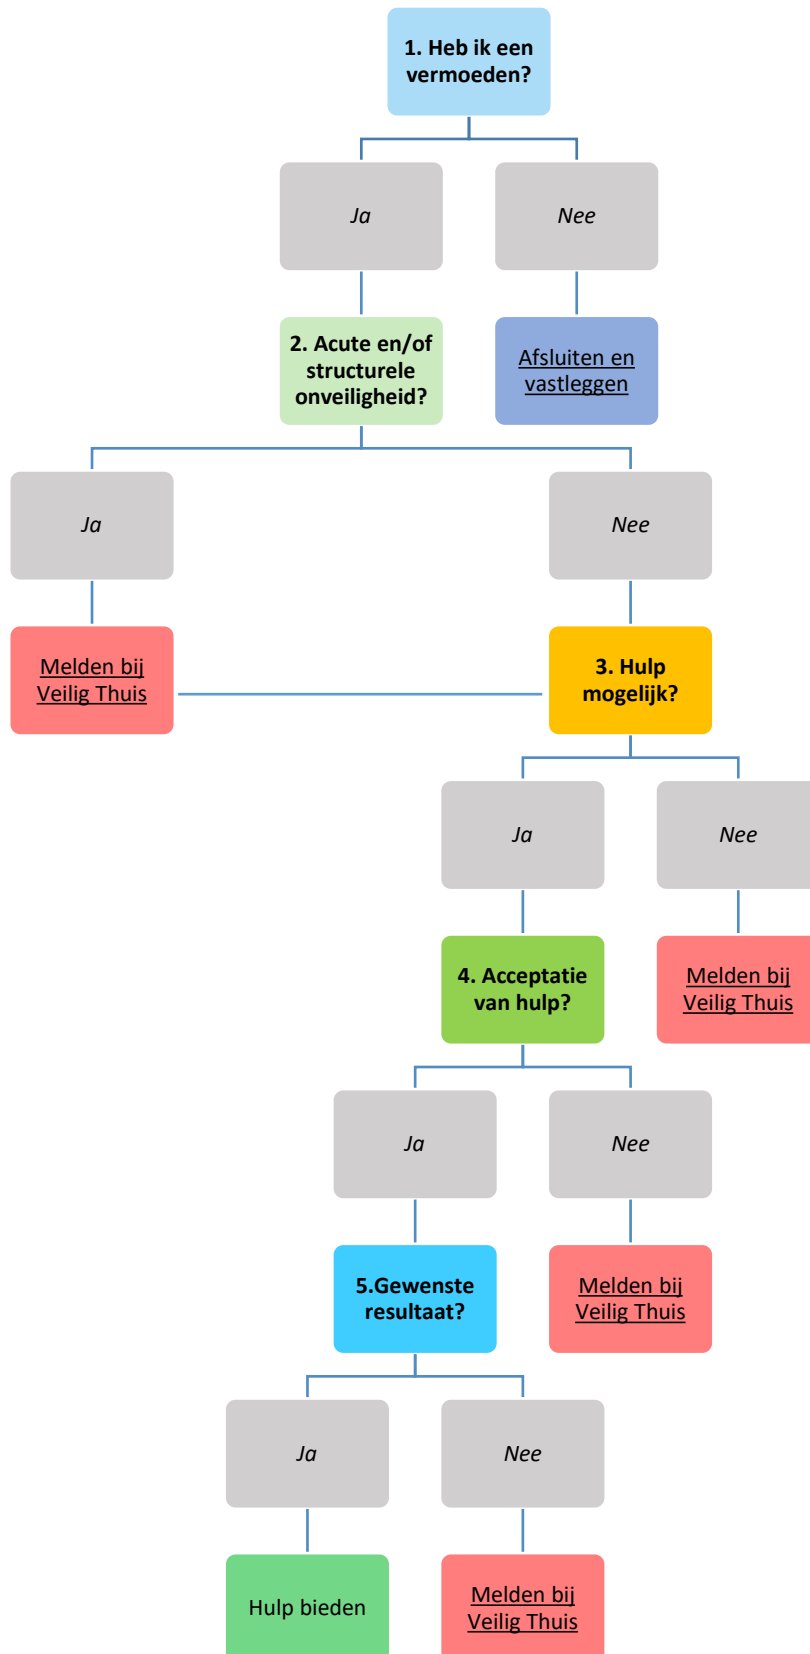 1. Heb ik een
vermoeden?
Ja
Nee
2. Acute en/of
structurele
onveiligheid?
Afsluiten en
vastleggen
Ja
Nee
Melden bij
Veilig Thuis
3. Hulp
mogelijk?
Ja
Nee
4. Acceptatie
van hulp?
Melden bij
Veilig Thuis
Ja
Nee
5.Gewenste
resultaat?
Melden bij
Veilig Thuis
Ja
Nee
Hulp bieden
Melden bij
Veilig Thuis